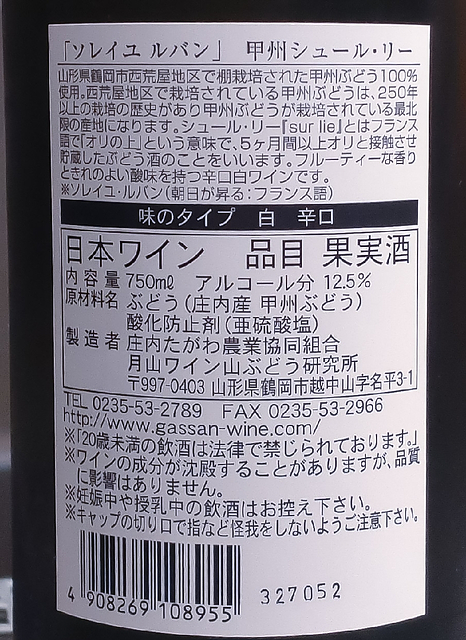 「ソレイユ ルバン」 甲州シュール・リー
山形県鶴岡市西荒屋地区で棚栽培された甲州ぶどう100%
使用。西荒屋地区で栽培されている甲州ぶどうは、250年
以上の栽培の歴史があり甲州ぶどうが栽培されている最北
限の産地になります。シュール・リー『sur lie』とはフランス
語で『オリの上』という意味で、5ヶ月間以上オリと接触させ
貯蔵したぶどう酒のことをいいます。フルーティーな香り
ときれのよい酸味を持つ辛口白ワインです。
※ソレイユ・ルバン(朝日が昇る:フランス語)
味のタイプ 白 辛口
日本ワイン 品目 果実酒
内容量 750ml アルコール分 12.5%
原材料名 ぶどう(庄内産 甲州ぶどう)
酸化防止剤(亜硫酸塩)
製造者 庄内たがわ農業協同組合
月山ワイン山ぶどう研究所
〒997-0403 山形県鶴岡市越中山字名平3-1
TEL 0235-53-2789 FAX 0235-53-2966
http://www.gassan-wine.com/
※「20歳未満の飲酒は法律で禁じられております。」
※ワインの成分が沈殿することがありますが、品質
に影響はありません。
※妊娠中や授乳中の飲酒はお控え下さい。
※キャップの切り口で指など怪我をしないようご注意下さい。
4 908269 108955
327052